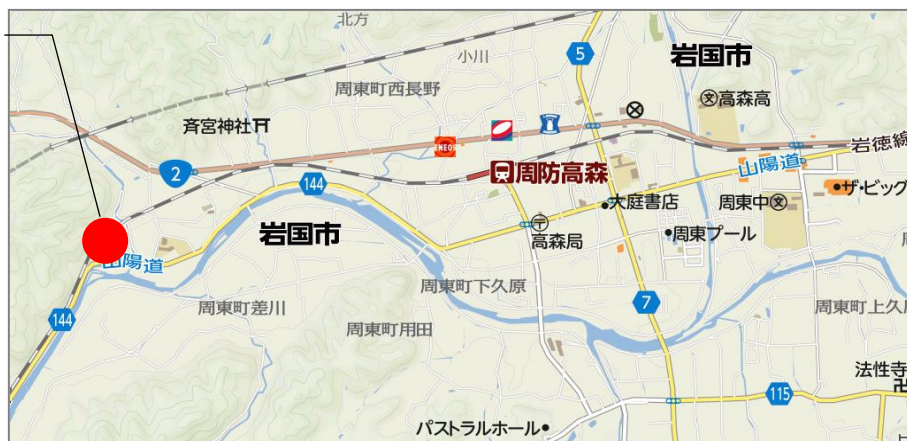 北方
小川
5
岩国市
周東町西長野
高森高
斉宮神社
ENEOS
岩徳線
2
144
周防高森
山陽道
ザ・ビッグ
大庭書店
周東中
岩国市
高森局
周東プール
山陽道
周東町下久原
周東町差川
7
周東町上久
144
周東町用田
法性寺
115
パストラルホール